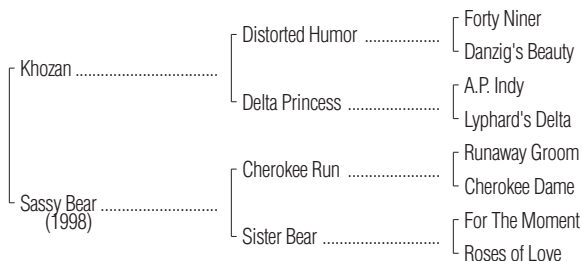 Forty Niner
Distorted Humor ..................
Danzig's Beauty
Khozan ..................................
A.P. Indy
Delta Princess ......................
Lyphard's Delta
Runaway Groom
Cherokee Run ......................
Cherokee Dame
Sassy Bear ............................
(1998)
For The Moment
Sister Bear ............................
Roses of Love